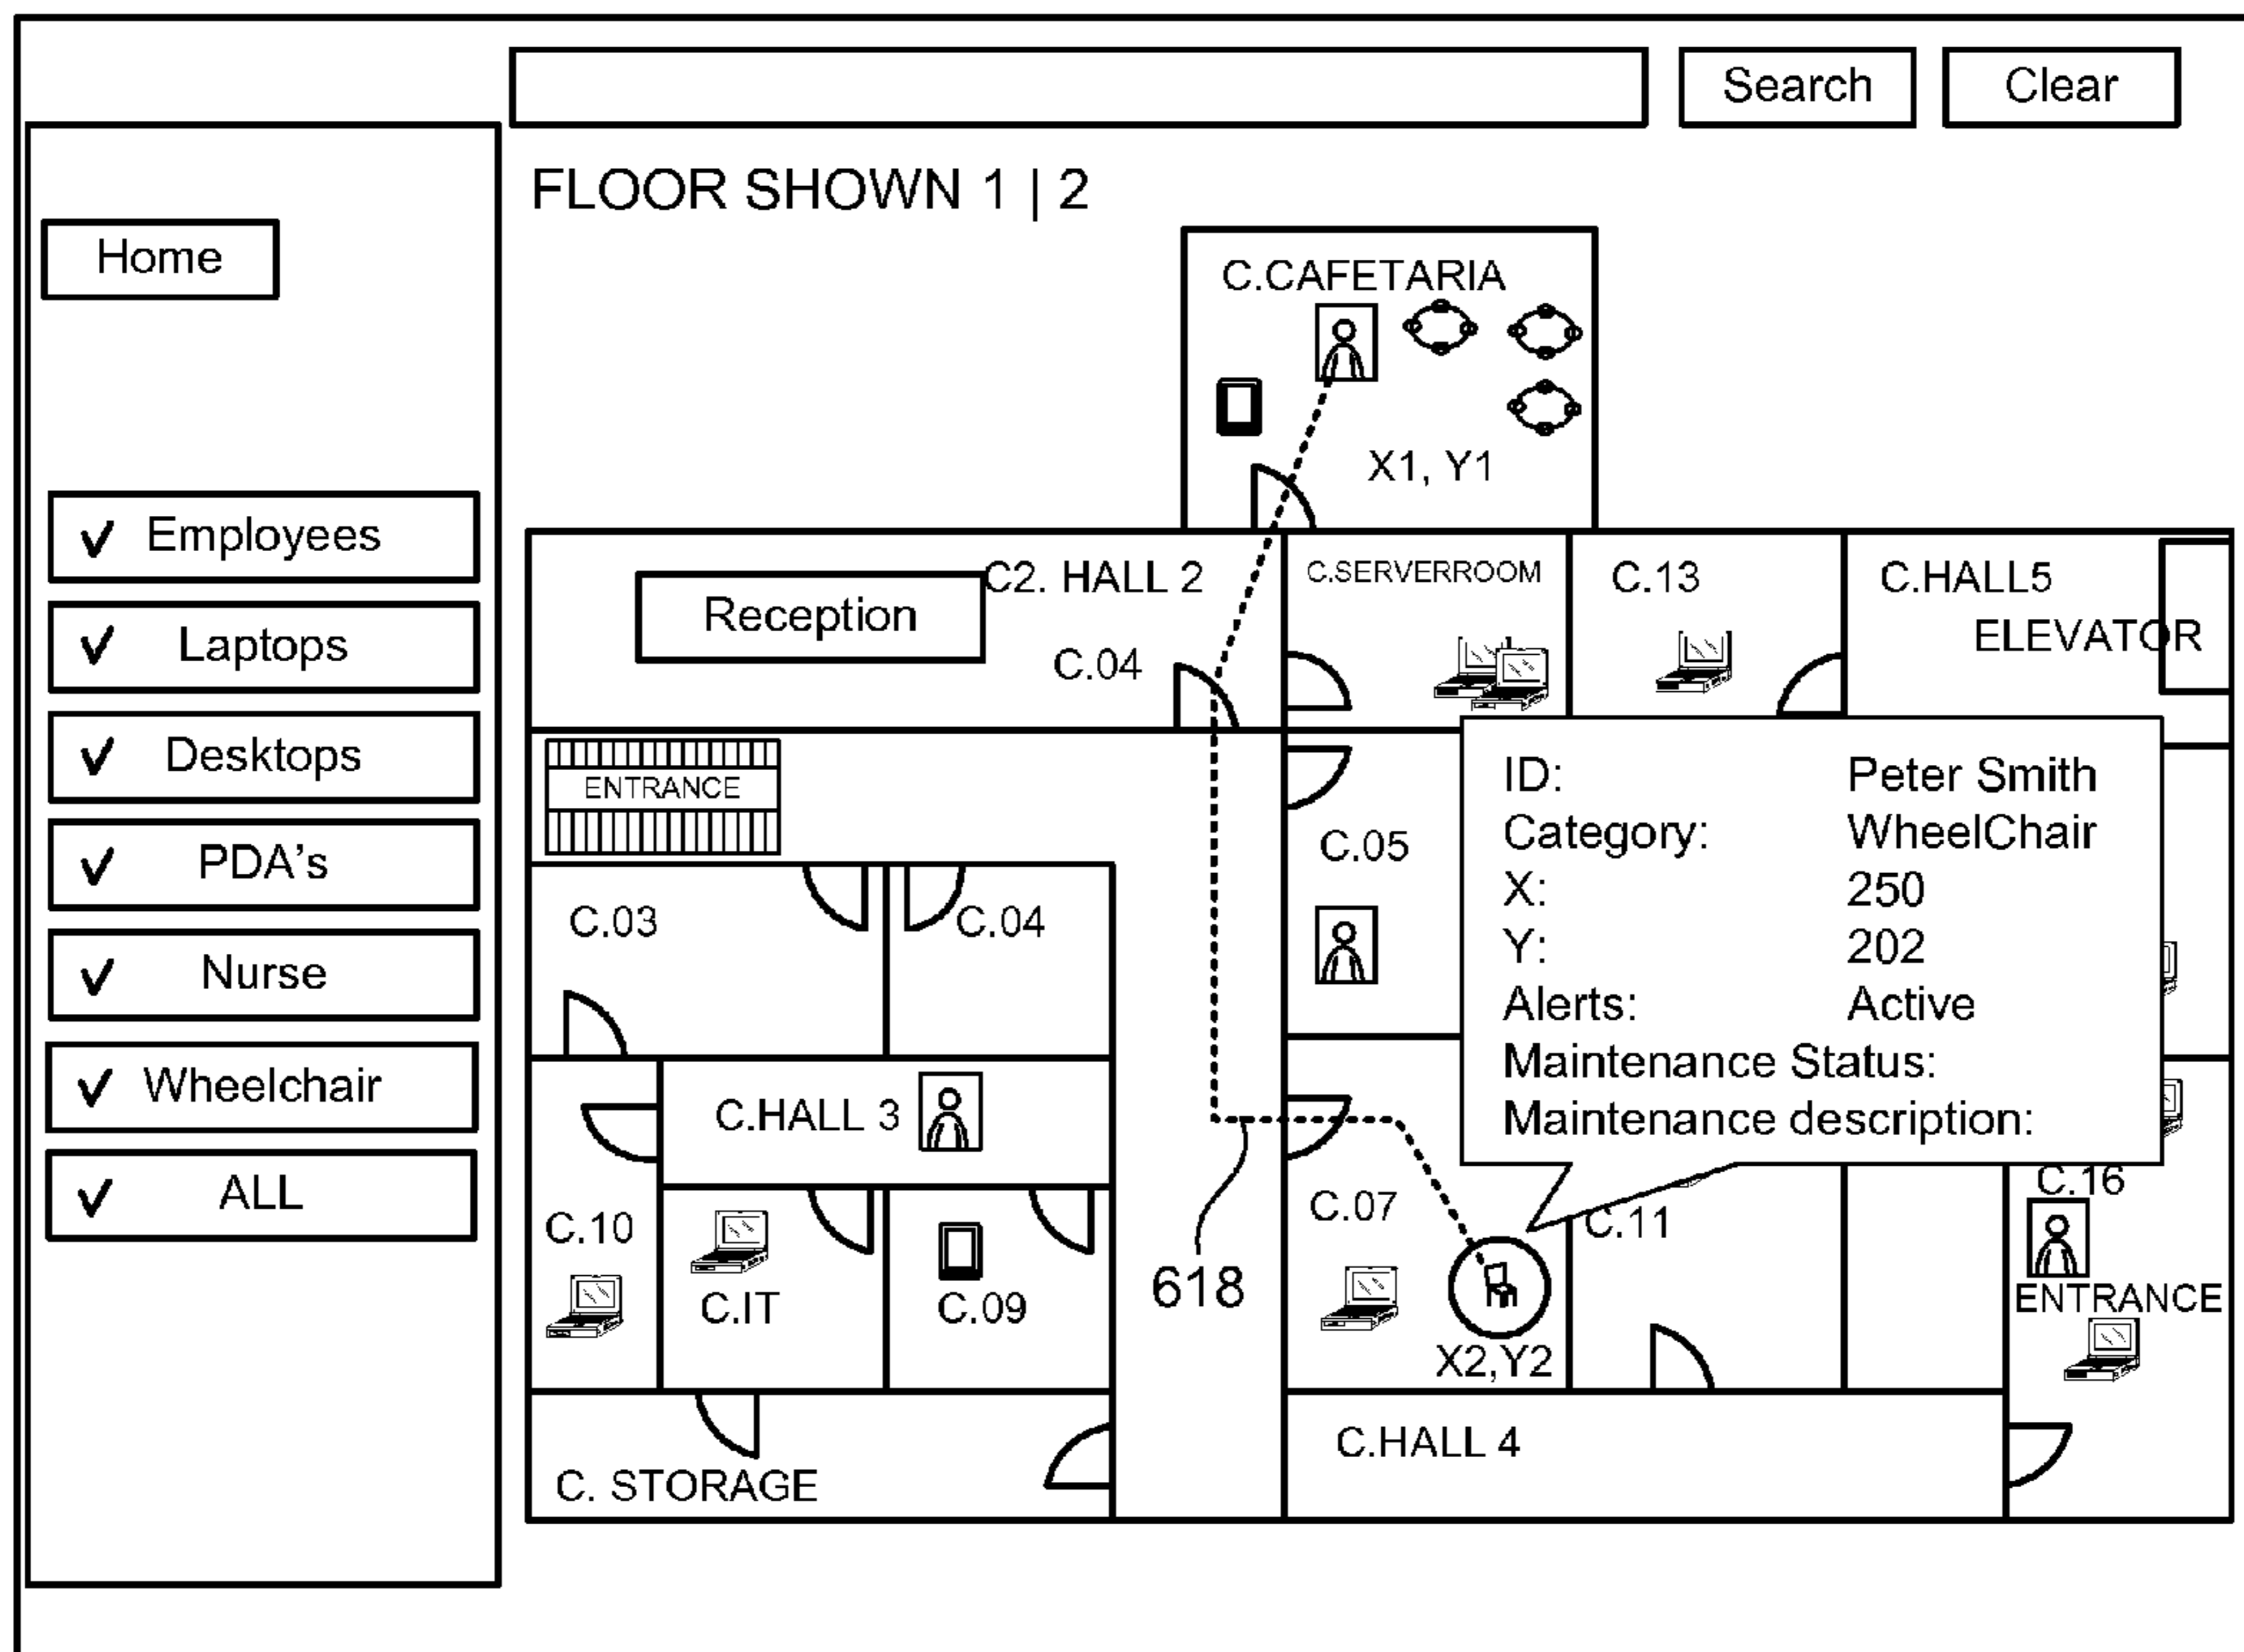 Search Clear
FLOOR SHOWN 1 | 2
Home
Employees
Laptops
Desktops
PDA's
Nurse
Wheelchair
ALL
C.CAFETARIA
X1, Y1
C2. HALL 2
Reception
C.04
C.SERVERROOM
C.13
C.HALL5
ELEVATOR
ENTRANCE
C.05
ID: Peter Smith
Category: WheelChair
X: 250
Y: 202
Alerts: Active
Maintenance Status:
Maintenance description:
C.03
C.04
C.HALL 3
C.10
C.IT
C.09
618
C.07
X2,Y2
C.11
C.16
ENTRANCE
C. STORAGE
C.HALL 4